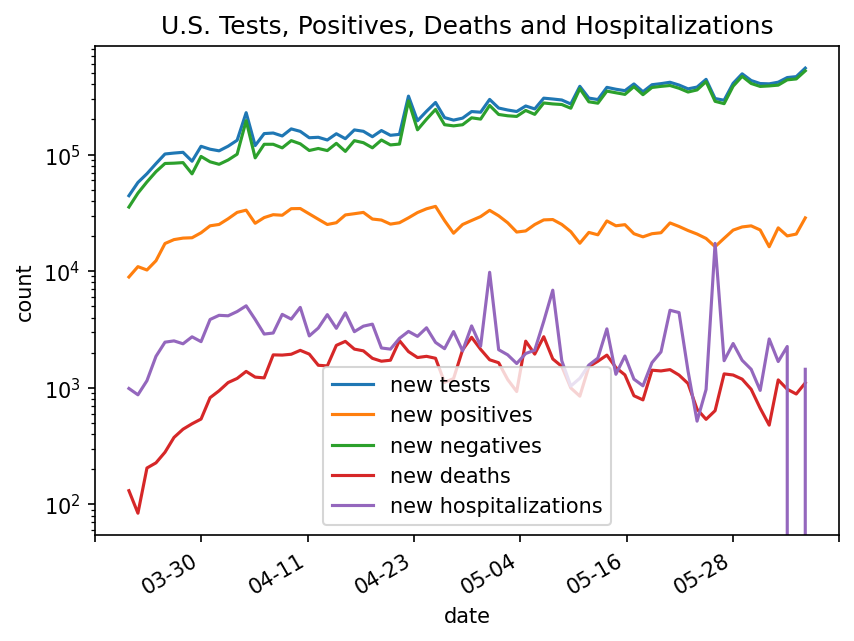 U.S. Tests, Positives, Deaths and Hospitalizations
count
10^5
10^4
10^3
10^2
new tests
new positives
new negatives
new deaths
new hospitalizations
03-30
04-11
04-23
05-04
05-16
05-28
date